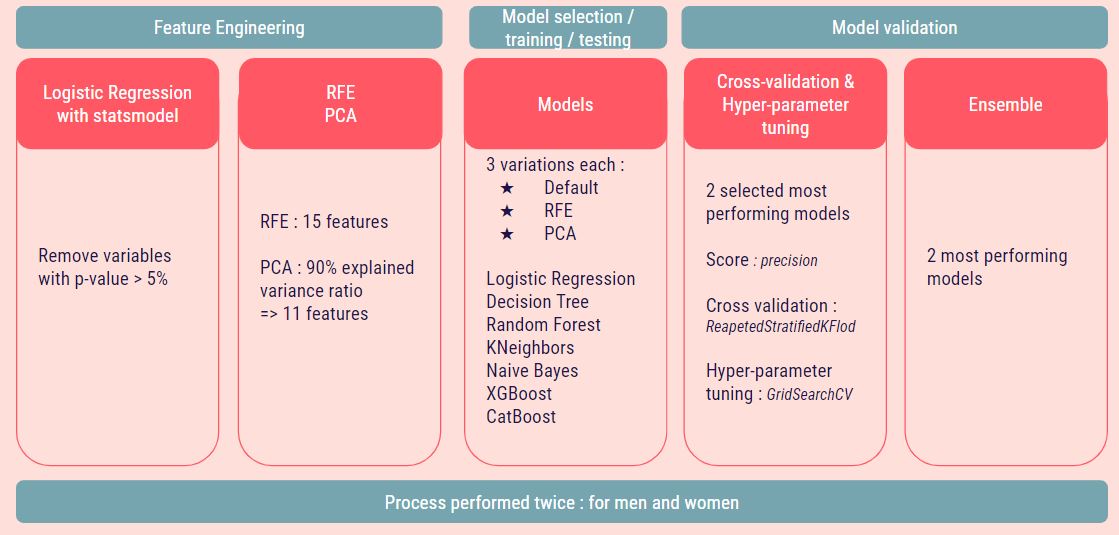 Feature Engineering
Model selection /
training / testing
Model validation
Logistic Regression
with statsmodel
Remove variables
with p-value > 5%
RFE
PCA
RFE : 15 features
PCA : 90% explained
variance ratio
=> 11 features
Models
3 variations each :
★ Default
★ RFE
★ PCA
Logistic Regression
Decision Tree
Random Forest
KNeighbors
Naive Bayes
XGBoost
CatBoost
Cross-validation &
Hyper-parameter
tuning
2 selected most
performing models
Score : precision
Cross validation :
ReapetedStratifiedKFlod
Hyper-parameter
tuning : GridSearchCV
Ensemble
2 most performing
models
Process performed twice : for men and women